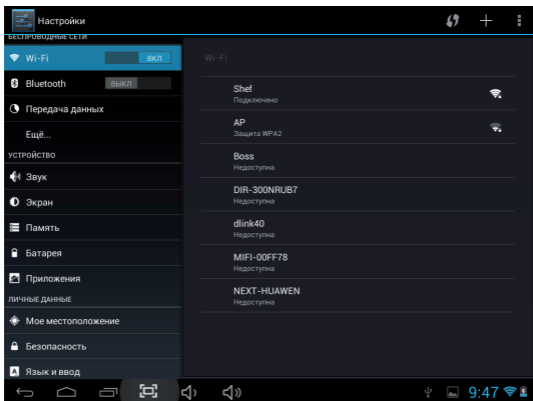 Настройки
БЕСПРОВОДНЫЕ СЕТИ
Wi-Fi
ВКЛ
Bluetooth
ВЫКЛ
Передача данных
Ещё...
УСТРОЙСТВО
Звук
Экран
Память
Батарея
Приложения
ЛИЧНЫЕ ДАННЫЕ
Мое местоположение
Безопасность
Язык и ввод
Wi-Fi
Shef
Подключено
AP
Защита WPA2
Boss
Недоступна
DIR-300NRUB7
Недоступна
dlink40
Недоступна
MIFI-00FF78
Недоступна
NEXT-HUAWEN
Недоступна
9:47